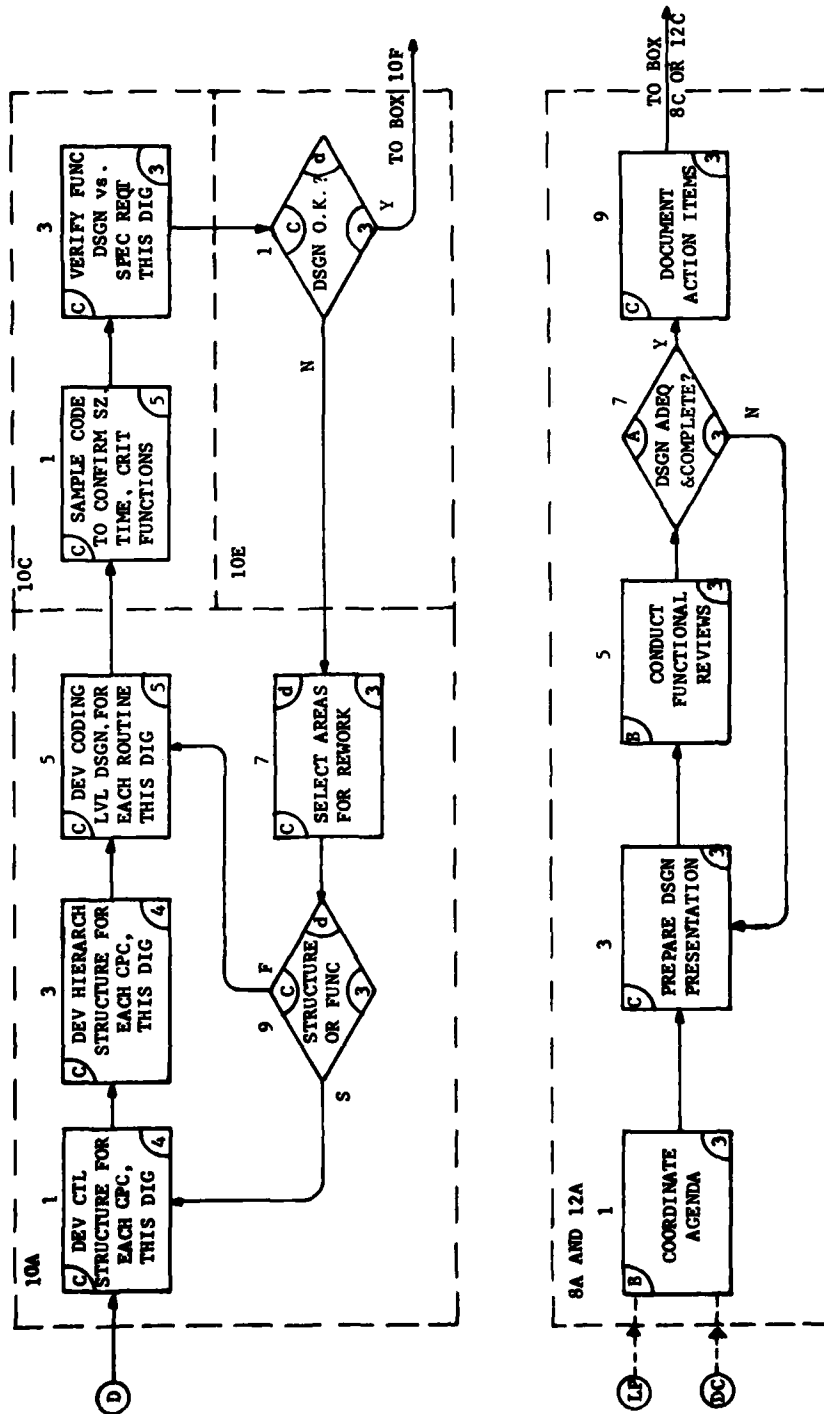 10A
D
1
C
DEV CTL
STRUCTURE FOR
EACH CPC,
THIS DIG
4
3
C
DEV HIERARCH
STRUCTURE FOR
EACH CPC,
THIS DIG
4
5
C
DEV CODING
LVL DSGN, FOR
EACH ROUTINE
THIS DIG
5
10C
1
C
SAMPLE CODE
TO CONFIRM SZ,
TIME, CRIT
FUNCTIONS
5
3
C
VERIFY FUNC
DSGN vs.
SPEC REQT
THIS DIG
3
10E
1
C
DSGN O.K.?
d
3
N
Y
TO BOX 10F
7
C
d
SELECT AREAS
FOR REWORK
3
9
C
STRUCTURE
OR FUNC
d
3
F
S
8A AND 12A
LF
DC
1
B
COORDINATE
AGENDA
3
3
C
PREPARE DSGN
PRESENTATION
3
5
B
CONDUCT
FUNCTIONAL
REVIEWS
3
7
A
DSGN ADEQ
&COMPLETE?
3
Y
N
9
C
DOCUMENT
ACTION ITEMS
3
TO BOX
8C OR 12C